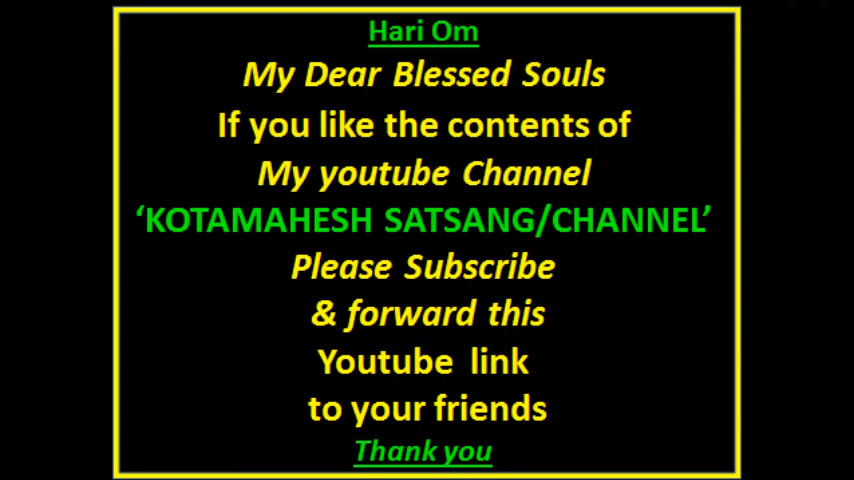 Hari Om
My Dear Blessed Souls
If you like the contents of
My youtube Channel
‘KOTAMAHESH SATSANG/CHANNEL’
Please Subscribe
& forward this
Youtube link
to your friends
Thank you